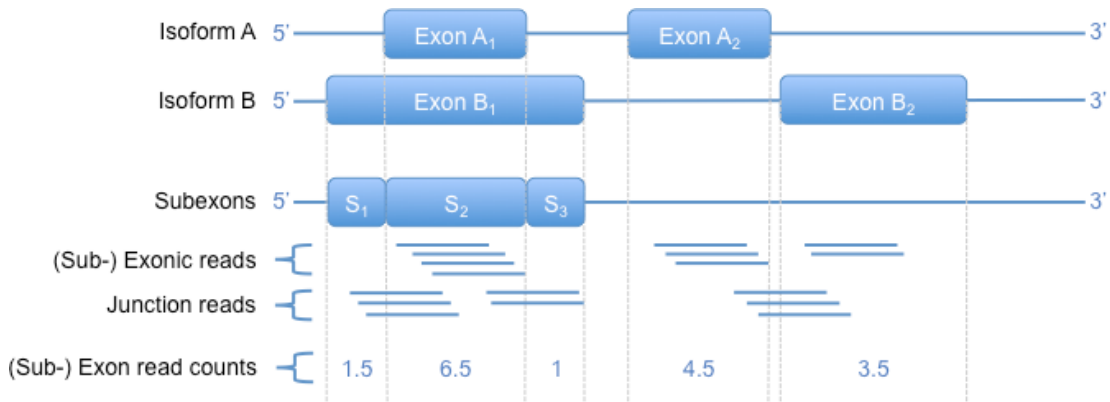 Isoform A 5’ Exon A1 Exon A2 3’
Isoform B 5’ Exon B1 Exon B2 3’
Subexons 5’ S1 S2 S3 3’
(Sub-) Exonic reads
Junction reads
(Sub-) Exon read counts 1.5 6.5 1 4.5 3.5